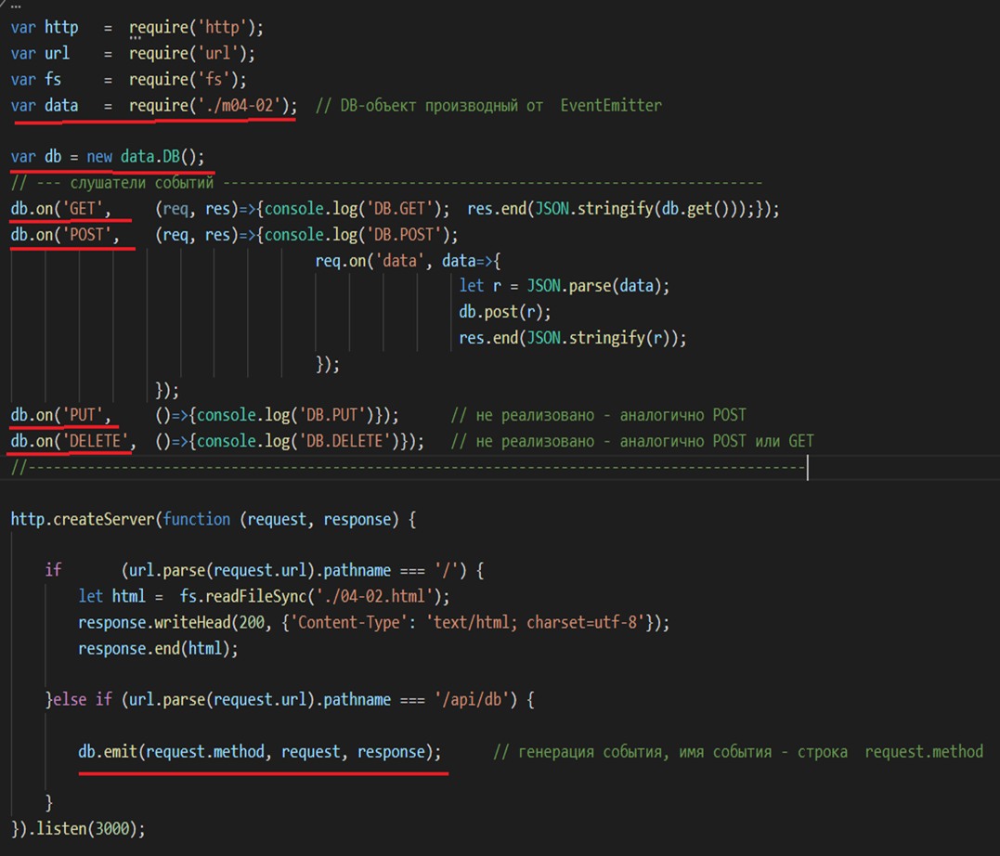 ...
var http   =  require('http');
var url    =  require('url');
var fs     =  require('fs');
var data   =  require('./m04-02');  // DB-объект производный от  EventEmitter
var db = new data.DB();
// --- слушатели событий ----------------------------------------------------------------
db.on('GET',     (req, res)=>{console.log('DB.GET');  res.end(JSON.stringify(db.get()));});
db.on('POST',    (req, res)=>{console.log('DB.POST');
req.on('data', data=>{
let r = JSON.parse(data);
db.post(r);
res.end(JSON.stringify(r));
});
});
db.on('PUT',     ()=>{console.log('DB.PUT')});      // не реализовано - аналогично POST
db.on('DELETE',  ()=>{console.log('DB.DELETE')});   // не реализовано - аналогично POST или GET
//--------------------------------------------------------------------------------------------
http.createServer(function (request, response) {
if       (url.parse(request.url).pathname === '/') {
let html =  fs.readFileSync('./04-02.html');
response.writeHead(200, {'Content-Type': 'text/html; charset=utf-8'});
response.end(html);
}else if (url.parse(request.url).pathname === '/api/db') {
db.emit(request.method, request, response);      // генерация события, имя события - строка  request.method
}
}).listen(3000);